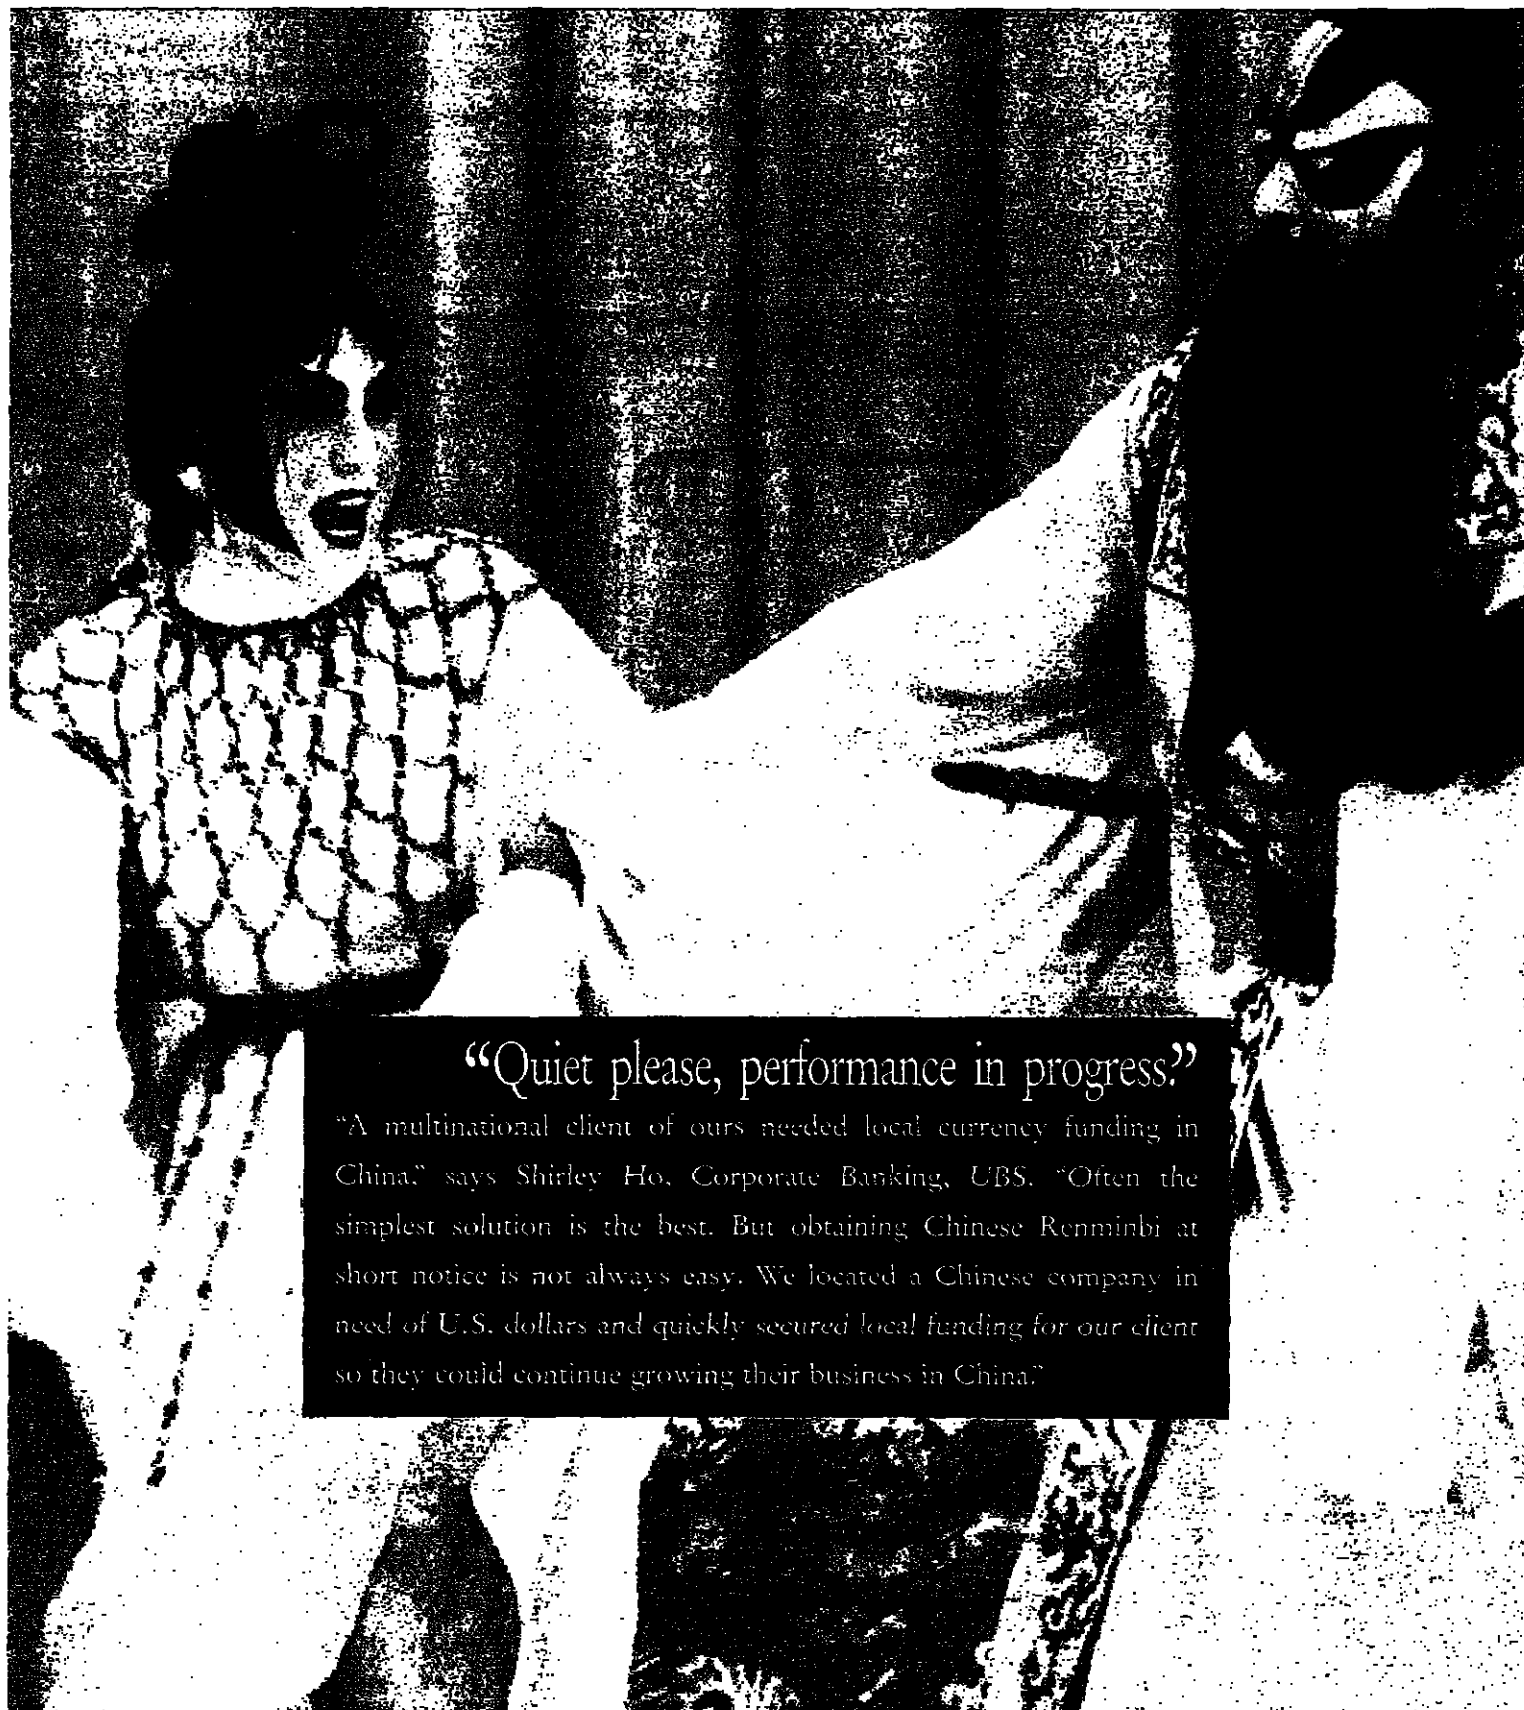 “Quiet please, performance in progress.”
“A multinational client of ours needed local currency funding in
China,” says Shirley Ho, Corporate Banking, UBS. “Often the
simplest solution is the best. But obtaining Chinese Renminbi at
short notice is not always easy. We located a Chinese company in
need of U.S. dollars and quickly secured local funding for our client
so they could continue growing their business in China.”